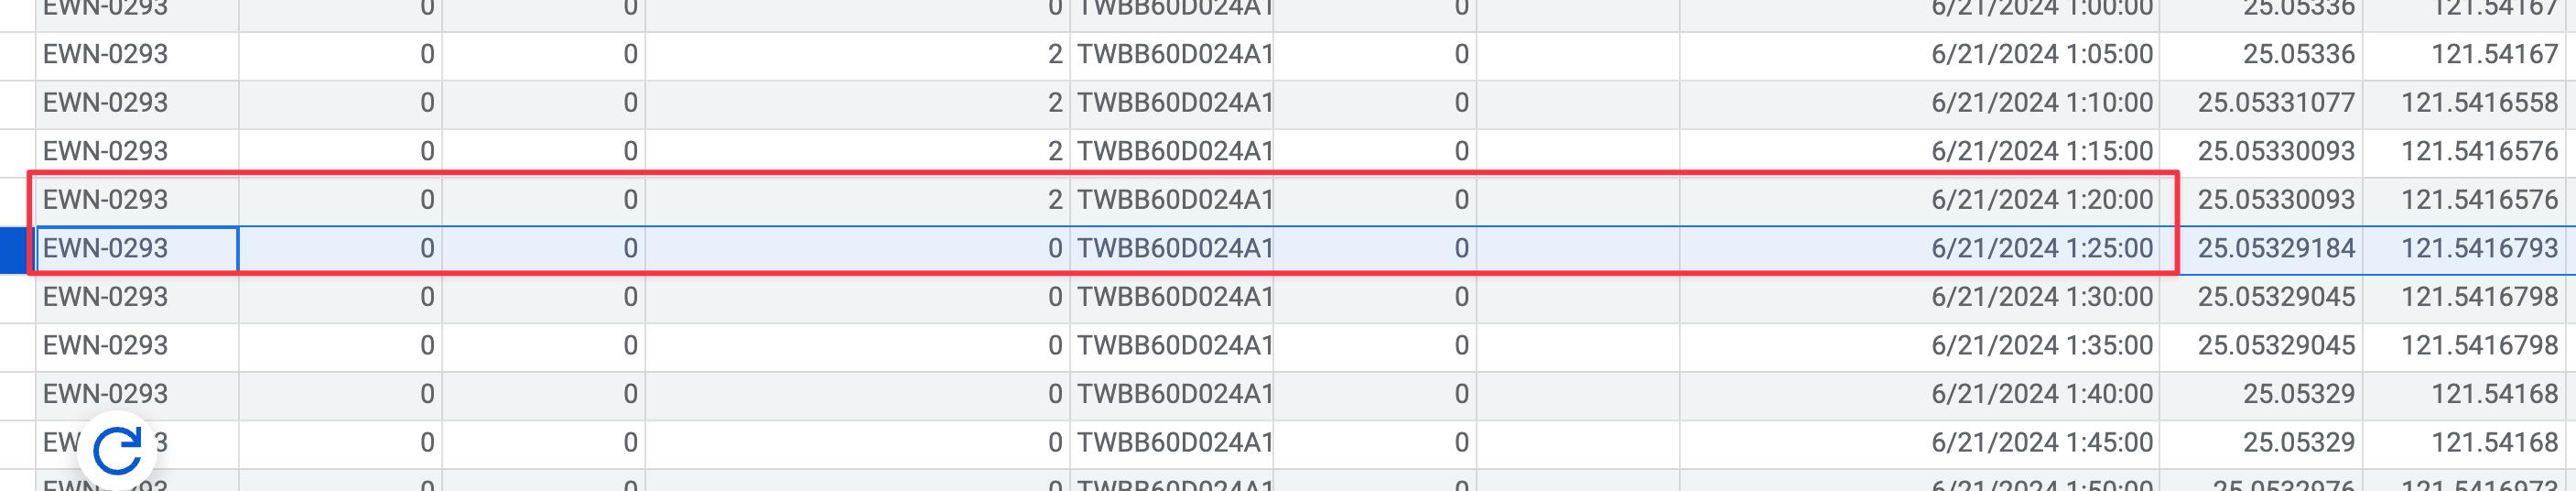 EWN-0293 0 0 0 TWBB60D024A1 0 6/21/2024 1:00:00 25.05336 121.54167
EWN-0293 0 0 2 TWBB60D024A1 0 6/21/2024 1:05:00 25.05336 121.54167
EWN-0293 0 0 2 TWBB60D024A1 0 6/21/2024 1:10:00 25.05331077 121.5416558
EWN-0293 0 0 2 TWBB60D024A1 0 6/21/2024 1:15:00 25.05330093 121.5416576
EWN-0293 0 0 2 TWBB60D024A1 0 6/21/2024 1:20:00 25.05330093 121.5416576
EWN-0293 0 0 0 TWBB60D024A1 0 6/21/2024 1:25:00 25.05329184 121.5416793
EWN-0293 0 0 0 TWBB60D024A1 0 6/21/2024 1:30:00 25.05329045 121.5416798
EWN-0293 0 0 0 TWBB60D024A1 0 6/21/2024 1:35:00 25.05329045 121.5416798
EWN-0293 0 0 0 TWBB60D024A1 0 6/21/2024 1:40:00 25.05329 121.54168
EW 3 0 0 0 TWBB60D024A1 0 6/21/2024 1:45:00 25.05329 121.54168
EWN-0293 0 0 0 TWBB60D024A1 0 6/21/2024 1:50:00 25.0532976 121.5416973